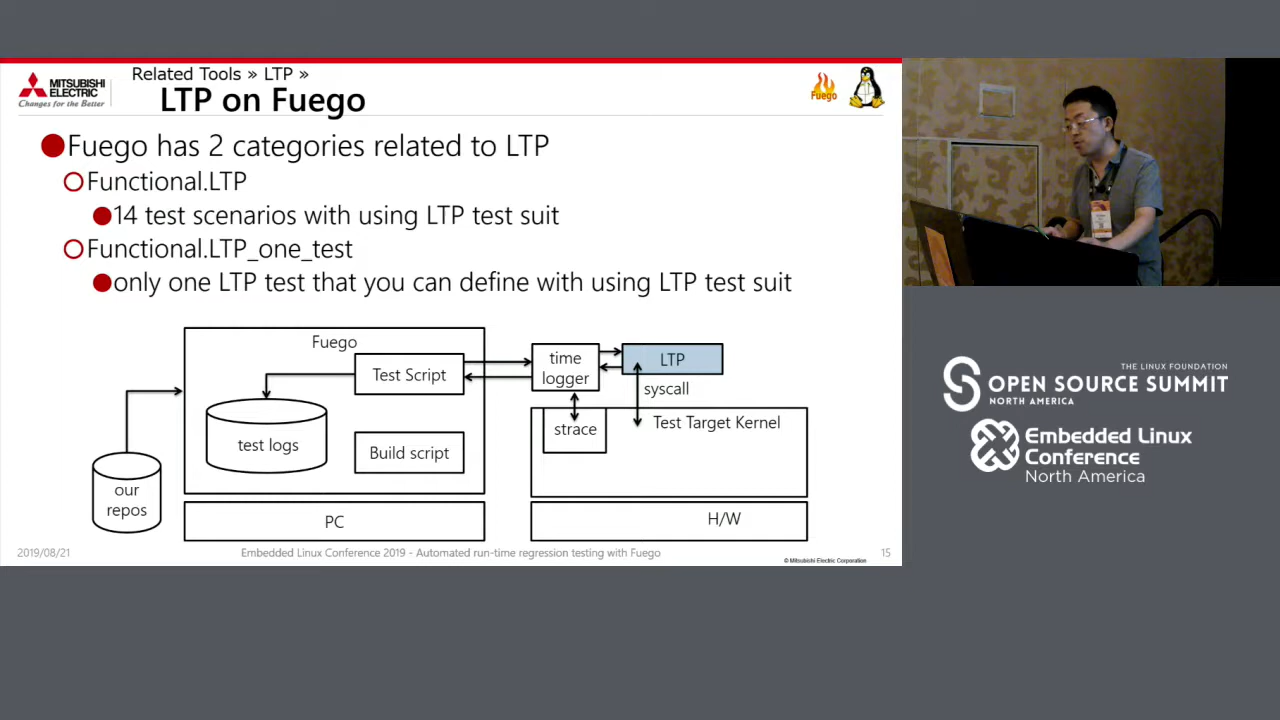 MITSUBISHI
ELECTRIC
Changes for the Better
Related Tools » LTP »
LTP on Fuego
Fuego
Fuego has 2 categories related to LTP
Functional.LTP
14 test scenarios with using LTP test suit
Functional.LTP_one_test
only one LTP test that you can define with using LTP test suit
Fuego
Test Script
test logs
Build script
our
repos
PC
time
logger
LTP
syscall
strace
Test Target Kernel
H/W
2019/08/21
Embedded Linux Conference 2019 - Automated run-time regression testing with Fuego
15
© Mitsubishi Electric Corporation
THE LINUX FOUNDATION
OPEN SOURCE SUMMIT
NORTH AMERICA
Embedded Linux
Conference
North America